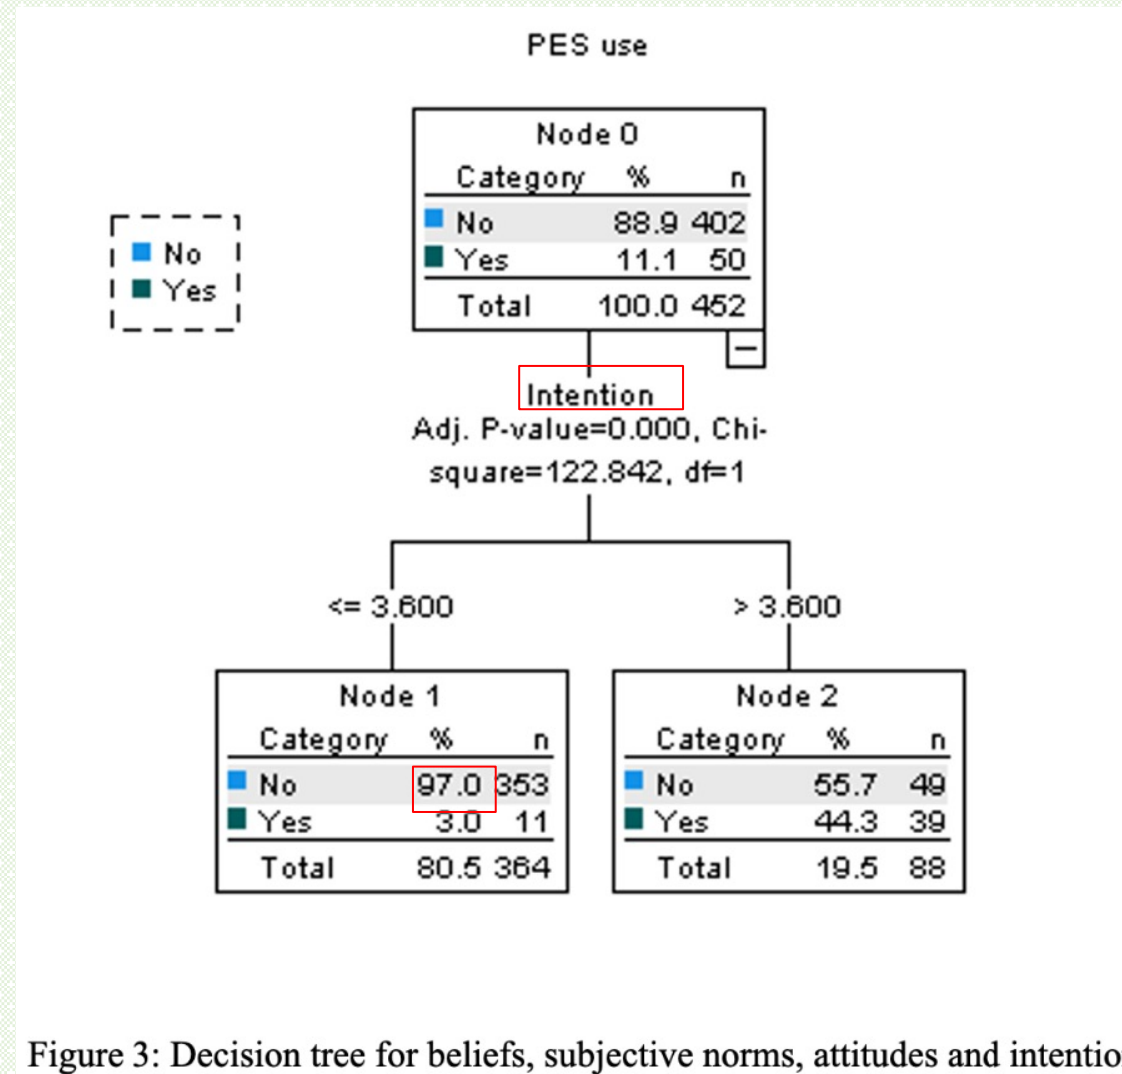 PES use
Node 0
Category % n
No 88.9 402
Yes 11.1 50
Total 100.0 452
No
Yes
Intention
Adj. P-value=0.000, Chi-
square=122.842, df=1
<= 3.600
> 3.600
Node 1
Category % n
No 97.0 353
Yes 3.0 11
Total 80.5 364
Node 2
Category % n
No 55.7 49
Yes 44.3 39
Total 19.5 88
Figure 3: Decision tree for beliefs, subjective norms, attitudes and intentio